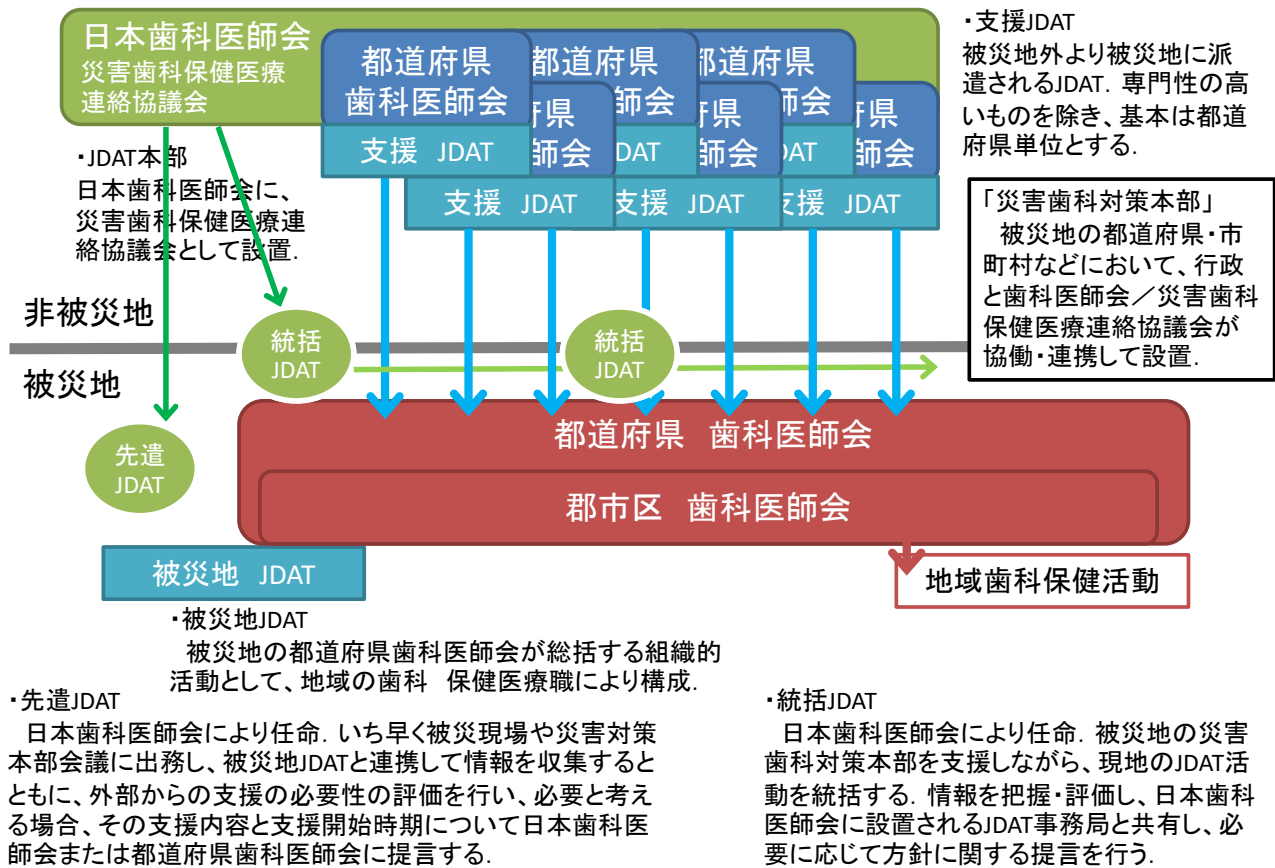 日本歯科医師会
災害歯科保健医療
連絡協議会
都道府県
歯科医師会
都道府県
師会
都道府県
師会
府県
師会
府県
師会
府県
師会
支援 JDAT
JDAT
JDAT
支援 JDAT
支援 JDAT
支援 JDAT
・支援JDAT
被災地外より被災地に派
遣されるJDAT. 専門性の高
いものを除き、基本は都道
府県単位とする.
・JDAT本部
日本歯科医師会に、
災害歯科保健医療連
絡協議会として設置.
「災害歯科対策本部」
被災地の都道府県・市
町村などにおいて、行政
と歯科医師会／災害歯科
保健医療連絡協議会が
協働・連携して設置.
非被災地
被災地
統括
JDAT
統括
JDAT
先遣
JDAT
都道府県 歯科医師会
郡市区 歯科医師会
被災地 JDAT
地域歯科保健活動
・被災地JDAT
被災地の都道府県歯科医師会が総括する組織的
活動として、地域の歯科 保健医療職により構成.
・先遣JDAT
日本歯科医師会により任命. いち早く被災現場や災害対策
本部会議に出務し、被災地JDATと連携して情報を収集すると
ともに、外部からの支援の必要性の評価を行い、必要と考え
る場合、その支援内容と支援開始時期について日本歯科医
師会または都道府県歯科医師会に提言する.
・統括JDAT
日本歯科医師会により任命. 被災地の災害
歯科対策本部を支援しながら、現地のJDAT活
動を統括する. 情報を把握・評価し、日本歯科
医師会に設置されるJDAT事務局と共有し、必
要に応じて方針に関する提言を行う.